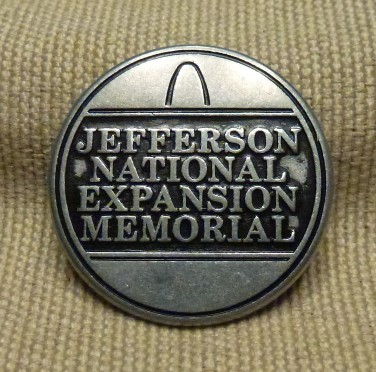 JEFFERSON
NATIONAL
EXPANSION
MEMORIAL